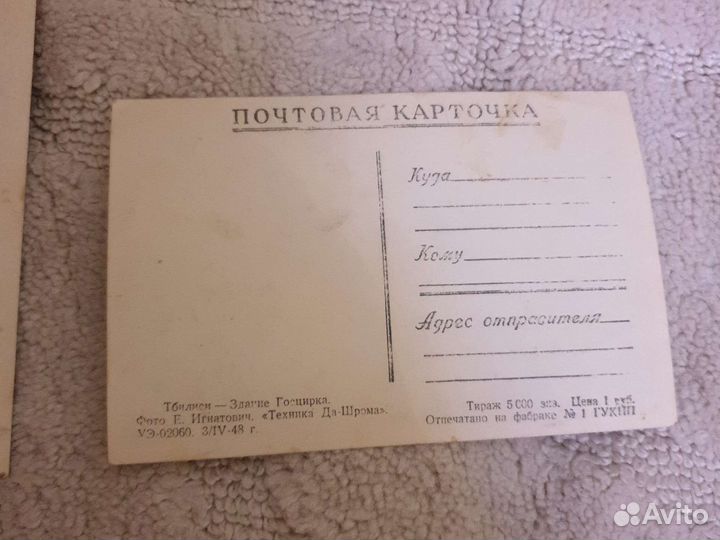 ПОЧТОВАЯ КАРТОЧКА
Куда
Кому
Адрес отправителя
Тбилиси — Здание Госцирка.
Фото Е. Игнатович. «Техника Да-Шрома».
УЭ-02060. 3/IV-48 г.
Тираж 5 000 экз. Цена 1 руб.
Отпечатано на фабрике № 1 ГУХПП
Avito